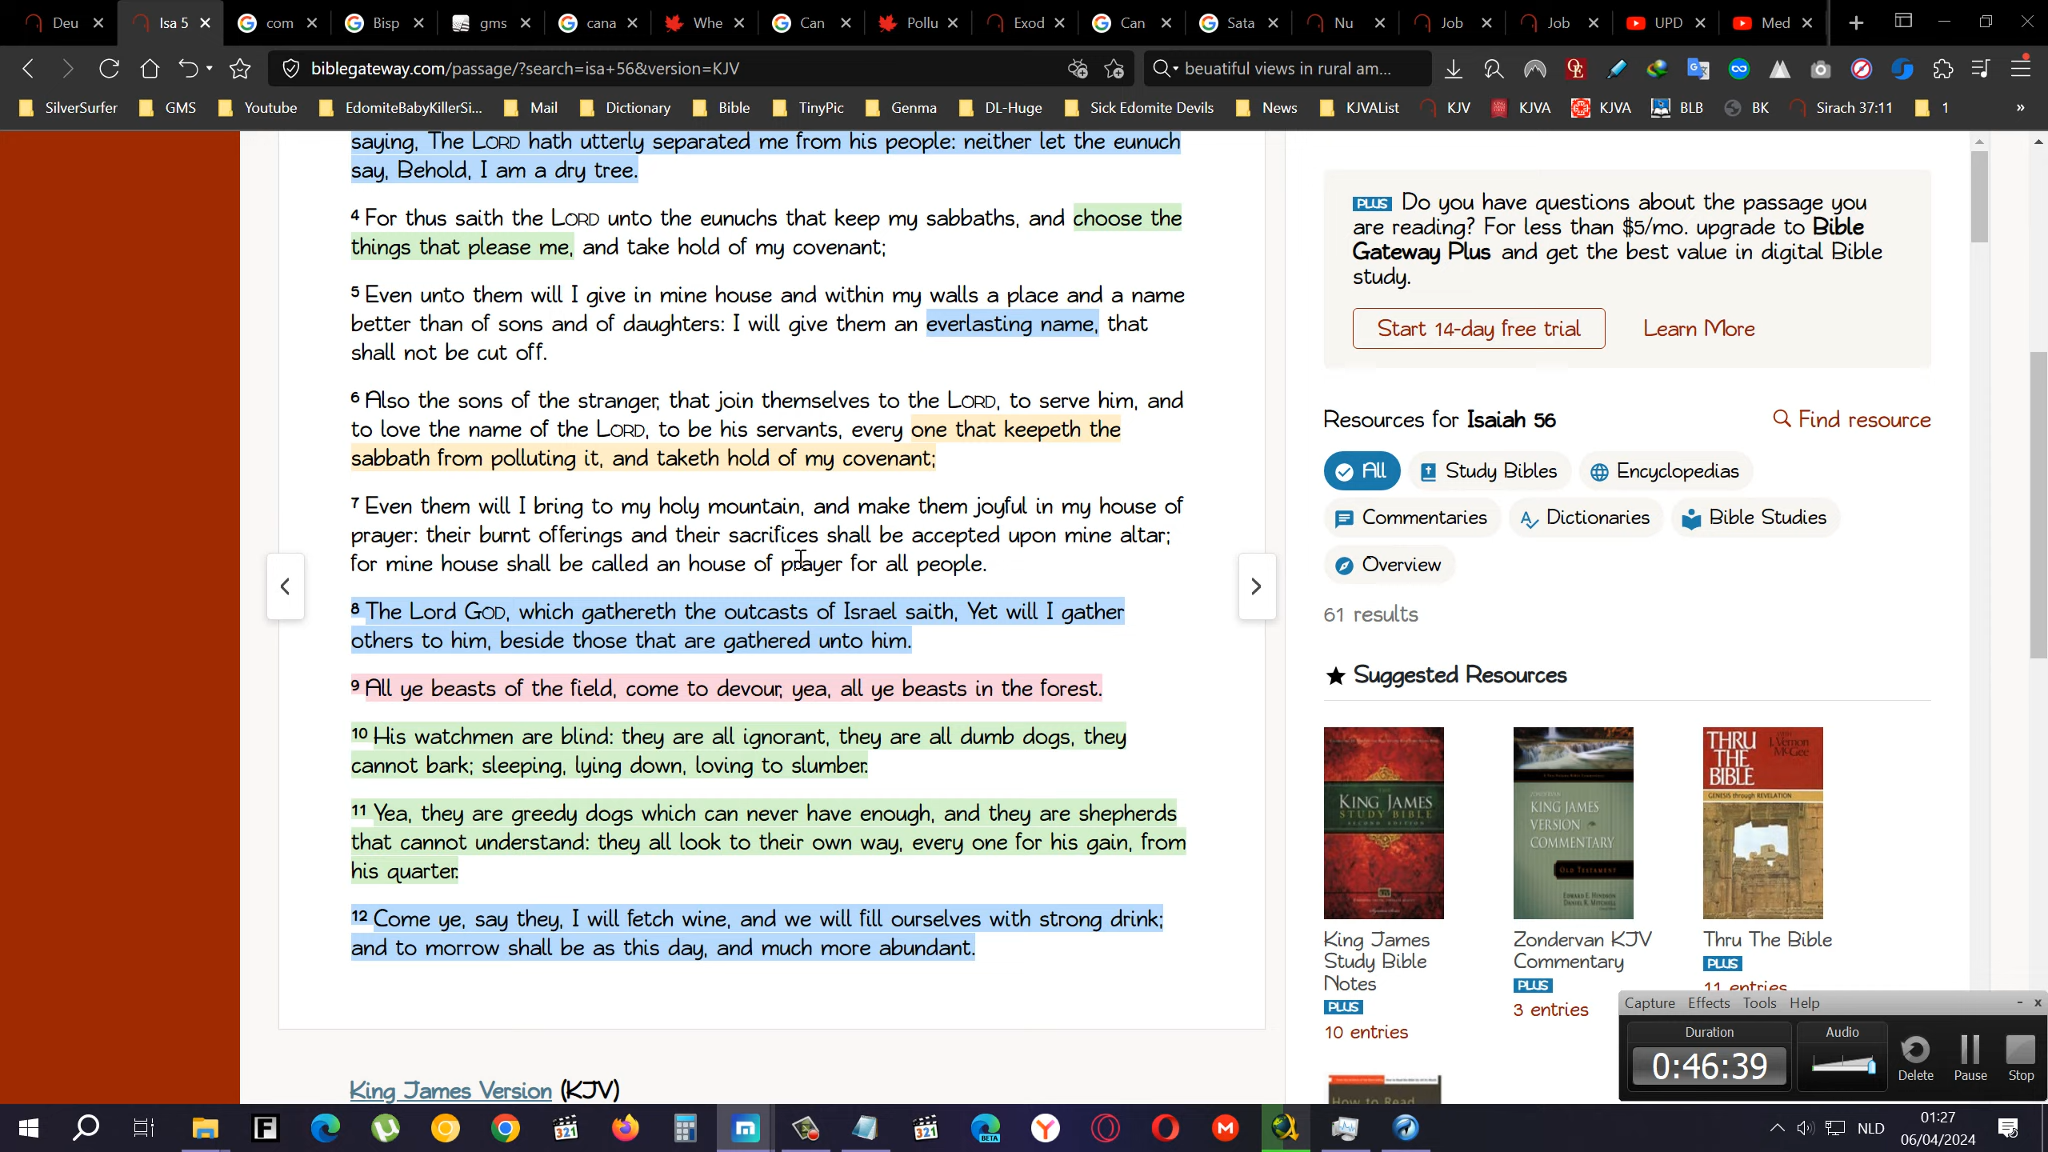 Deu
Isa 5
com
Bisp
gms
cana
Whe
Can
Pollu
Exod
Can
Sata
Nu
Job
Job
UPD
Med
biblegateway.com/passage/?search=isa+56&version=KJV
beuatiful views in rural am...
SilverSurfer
GMS
Youtube
EdomiteBabyKillerSi...
Mail
Dictionary
Bible
TinyPic
Genma
DL-Huge
Sick Edomite Devils
News
KJVAList
KJV
KJVA
KJVA
BLB
BK
Sirach 37:11
1
saying, The LORD hath utterly separated me from his people: neither let the eunuch
say, Behold, I am a dry tree.
4 For thus saith the LORD unto the eunuchs that keep my sabbaths, and choose the
things that please me, and take hold of my covenant;
5 Even unto them will I give in mine house and within my walls a place and a name
better than of sons and of daughters: I will give them an everlasting name, that
shall not be cut off.
6 Also the sons of the stranger, that join themselves to the LORD, to serve him, and
to love the name of the LORD, to be his servants, every one that keepeth the
sabbath from polluting it, and taketh hold of my covenant;
7 Even them will I bring to my holy mountain, and make them joyful in my house of
prayer: their burnt offerings and their sacrifices shall be accepted upon mine altar;
for mine house shall be called an house of prayer for all people.
8 The Lord GOD, which gathereth the outcasts of Israel saith, Yet will I gather
others to him, beside those that are gathered unto him.
9 All ye beasts of the field, come to devour, yea, all ye beasts in the forest.
10 His watchmen are blind: they are all ignorant, they are all dumb dogs, they
cannot bark; sleeping, lying down, loving to slumber.
11 Yea, they are greedy dogs which can never have enough, and they are shepherds
that cannot understand: they all look to their own way, every one for his gain, from
his quarter.
12 Come ye, say they, I will fetch wine, and we will fill ourselves with strong drink;
and to morrow shall be as this day, and much more abundant.
King James Version (KJV)
PLUS Do you have questions about the passage you
are reading? For less than $5/mo. upgrade to Bible
Gateway Plus and get the best value in digital Bible
study.
Start 14-day free trial
Learn More
Resources for Isaiah 56
Find resource
All
Study Bibles
Encyclopedias
Commentaries
Dictionaries
Bible Studies
Overview
61 results
Suggested Resources
KING JAMES
STUDY BIBLE
SECOND EDITION
KING JAMES
VERSION
COMMENTARY
OLD TESTAMENT
THRU
THE
BIBLE
J. Vernon
McGee
GENESIS through REVELATION
King James
Study Bible
Notes
PLUS
10 entries
Zondervan KJV
Commentary
PLUS
3 entries
Thru The Bible
PLUS
11 entries
How to Read
Capture
Effects
Tools
Help
Duration
0:46:39
Audio
Delete
Pause
Stop
321
321
BETA
NLD
01:27
06/04/2024